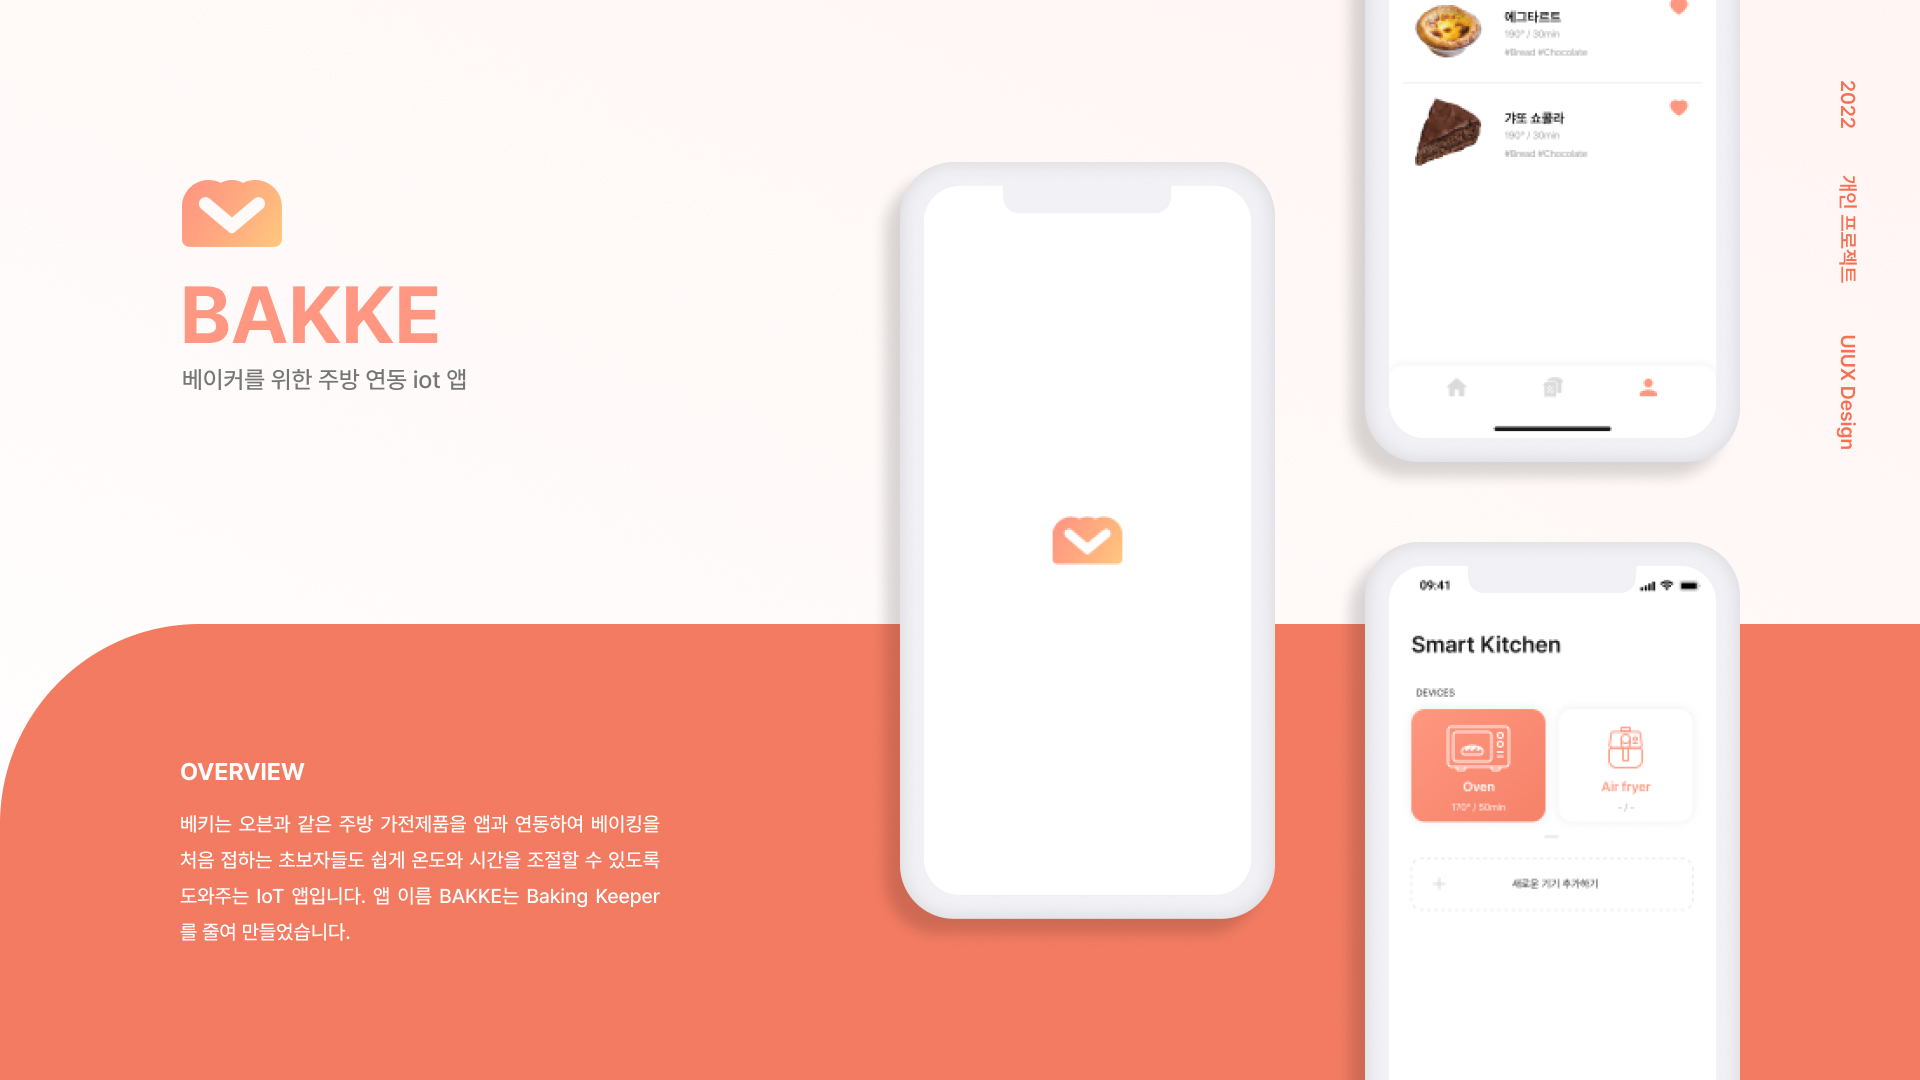 BAKKE
베이커를 위한 주방 연동 iot 앱
OVERVIEW
베키는 오븐과 같은 주방 가전제품을 앱과 연동하여 베이킹을
처음 접하는 초보자들도 쉽게 온도와 시간을 조절할 수 있도록
도와주는 IoT 앱입니다. 앱 이름 BAKKE는 Baking Keeper
를 줄여 만들었습니다.
에그타르트
190° / 30min
#Bread #Chocolate
갸또 쇼콜라
190° / 30min
#Bread #Chocolate
09:41
Smart Kitchen
DEVICES
Oven
170° / 50min
Air fryer
- / -
+ 새로운 기기 추가하기
2022
개인 프로젝트
UIUX Design